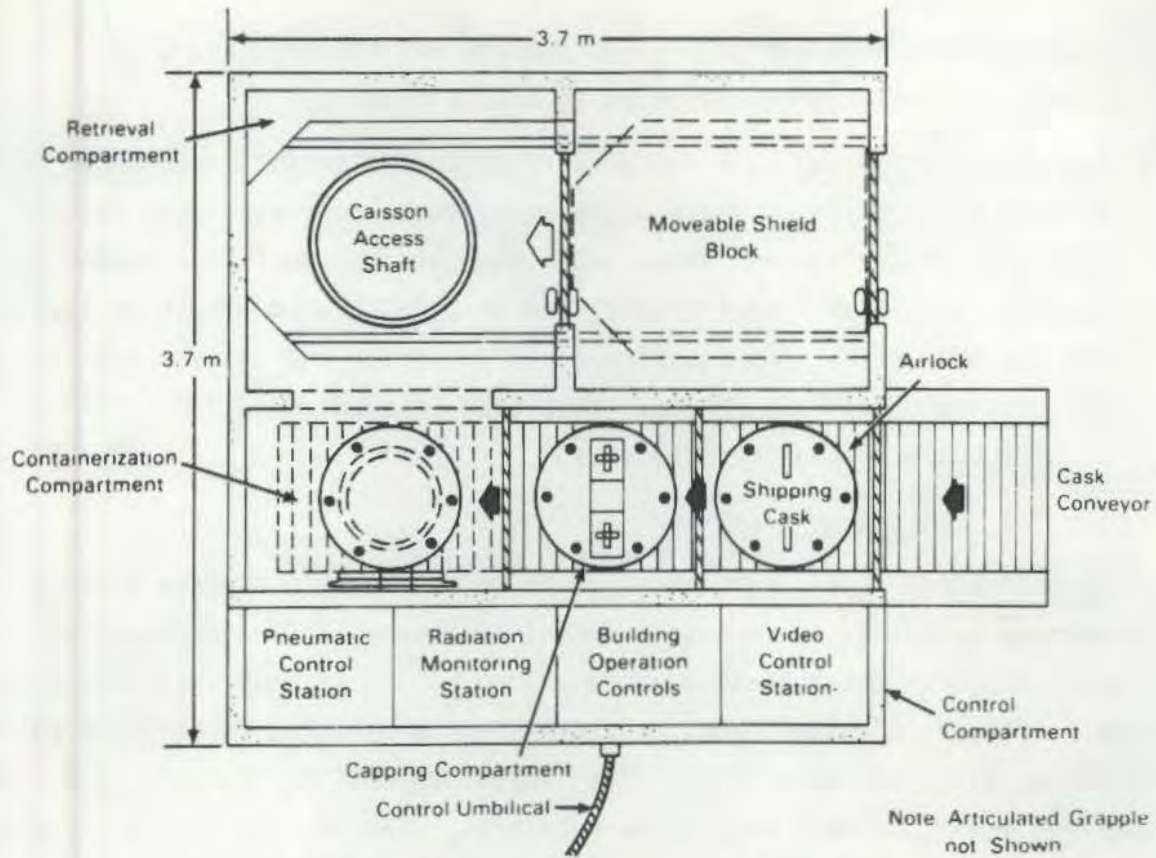 3.7 m
Retrieval
Compartment
Caisson
Access
Shaft
Moveable Shield
Block
3.7 m
Airlock
Containerization
Compartment
Shipping
Cask
Cask
Conveyor
Pneumatic
Control
Station
Radiation
Monitoring
Station
Building
Operation
Controls
Video
Control
Station-
Control
Compartment
Capping Compartment
Control Umbilical
Note Articulated Grapple
not Shown